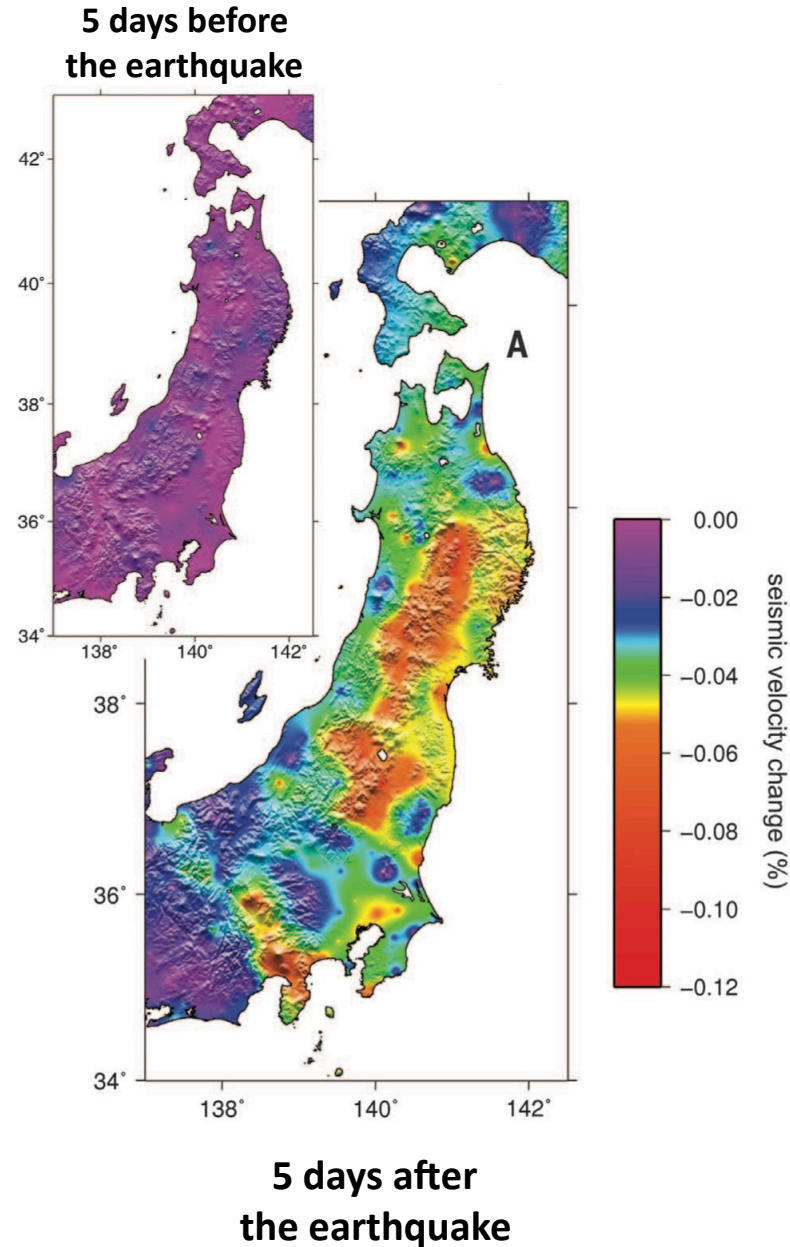 5 days before
the earthquake
42°
40°
38°
36°
34°
138° 140° 142°
A
38°
36°
34°
138° 140° 142°
0.00
−0.02
−0.04
−0.06
−0.08
−0.10
−0.12
seismic velocity change (%)
5 days after
the earthquake